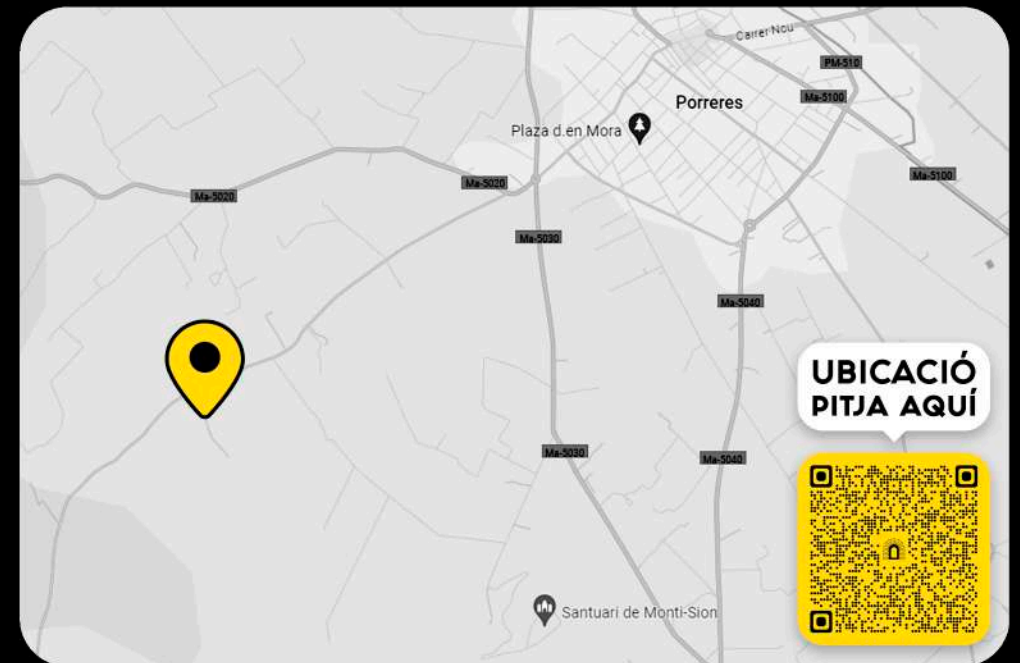 Carrer Nou
PM-510
Porreres
Ma-5100
Plaza d.en Mora
Ma-5020
Ma-5100
Ma-5020
Ma-5030
Ma-5040
UBICACIÓ
PITJA AQUÍ
Ma-5030
Ma-5040
Santuari de Monti-Sion